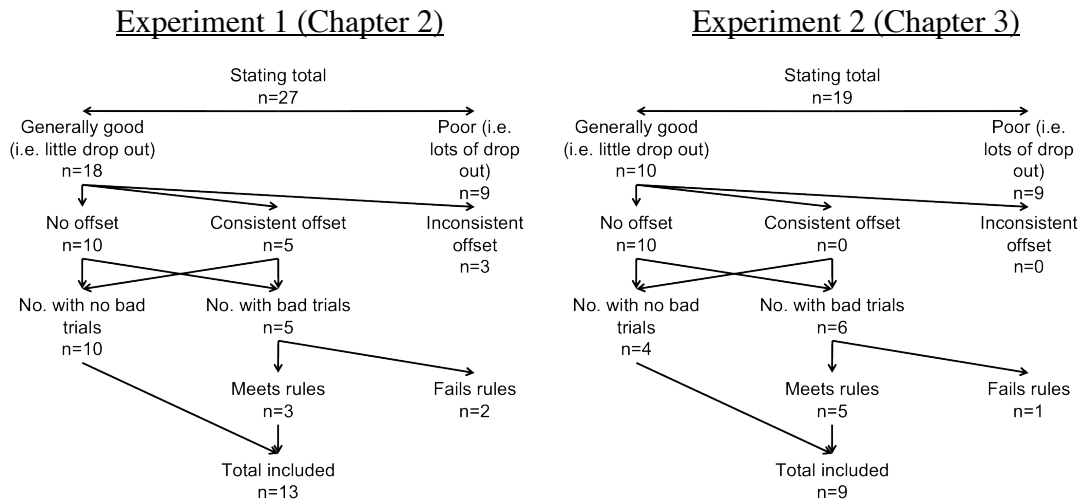 Experiment 1 (Chapter 2)
Stating total
n=27
Generally good
(i.e. little drop out)
n=18
Poor (i.e.
lots of drop
out)
n=9
No offset
n=10
Consistent offset
n=5
Inconsistent
offset
n=3
No. with no bad
trials
n=10
No. with bad trials
n=5
Meets rules
n=3
Fails rules
n=2
Total included
n=13
Experiment 2 (Chapter 3)
Stating total
n=19
Generally good
(i.e. little drop out)
n=10
Poor (i.e.
lots of drop
out)
n=9
No offset
n=10
Consistent offset
n=0
Inconsistent
offset
n=0
No. with no bad
trials
n=4
No. with bad trials
n=6
Meets rules
n=5
Fails rules
n=1
Total included
n=9